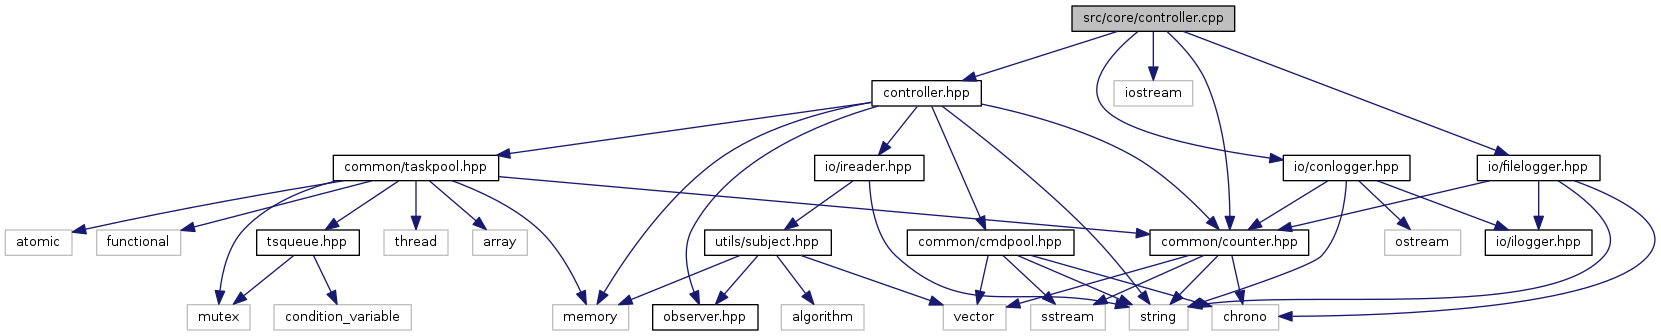 src/core/controller.cpp
controller.hpp
iostream
common/taskpool.hpp
io/ireader.hpp
io/conlogger.hpp
io/filelogger.hpp
atomic
functional
tsqueue.hpp
thread
array
utils/subject.hpp
common/cmdpool.hpp
common/counter.hpp
ostream
io/ilogger.hpp
mutex
condition_variable
memory
observer.hpp
algorithm
vector
sstream
string
chrono